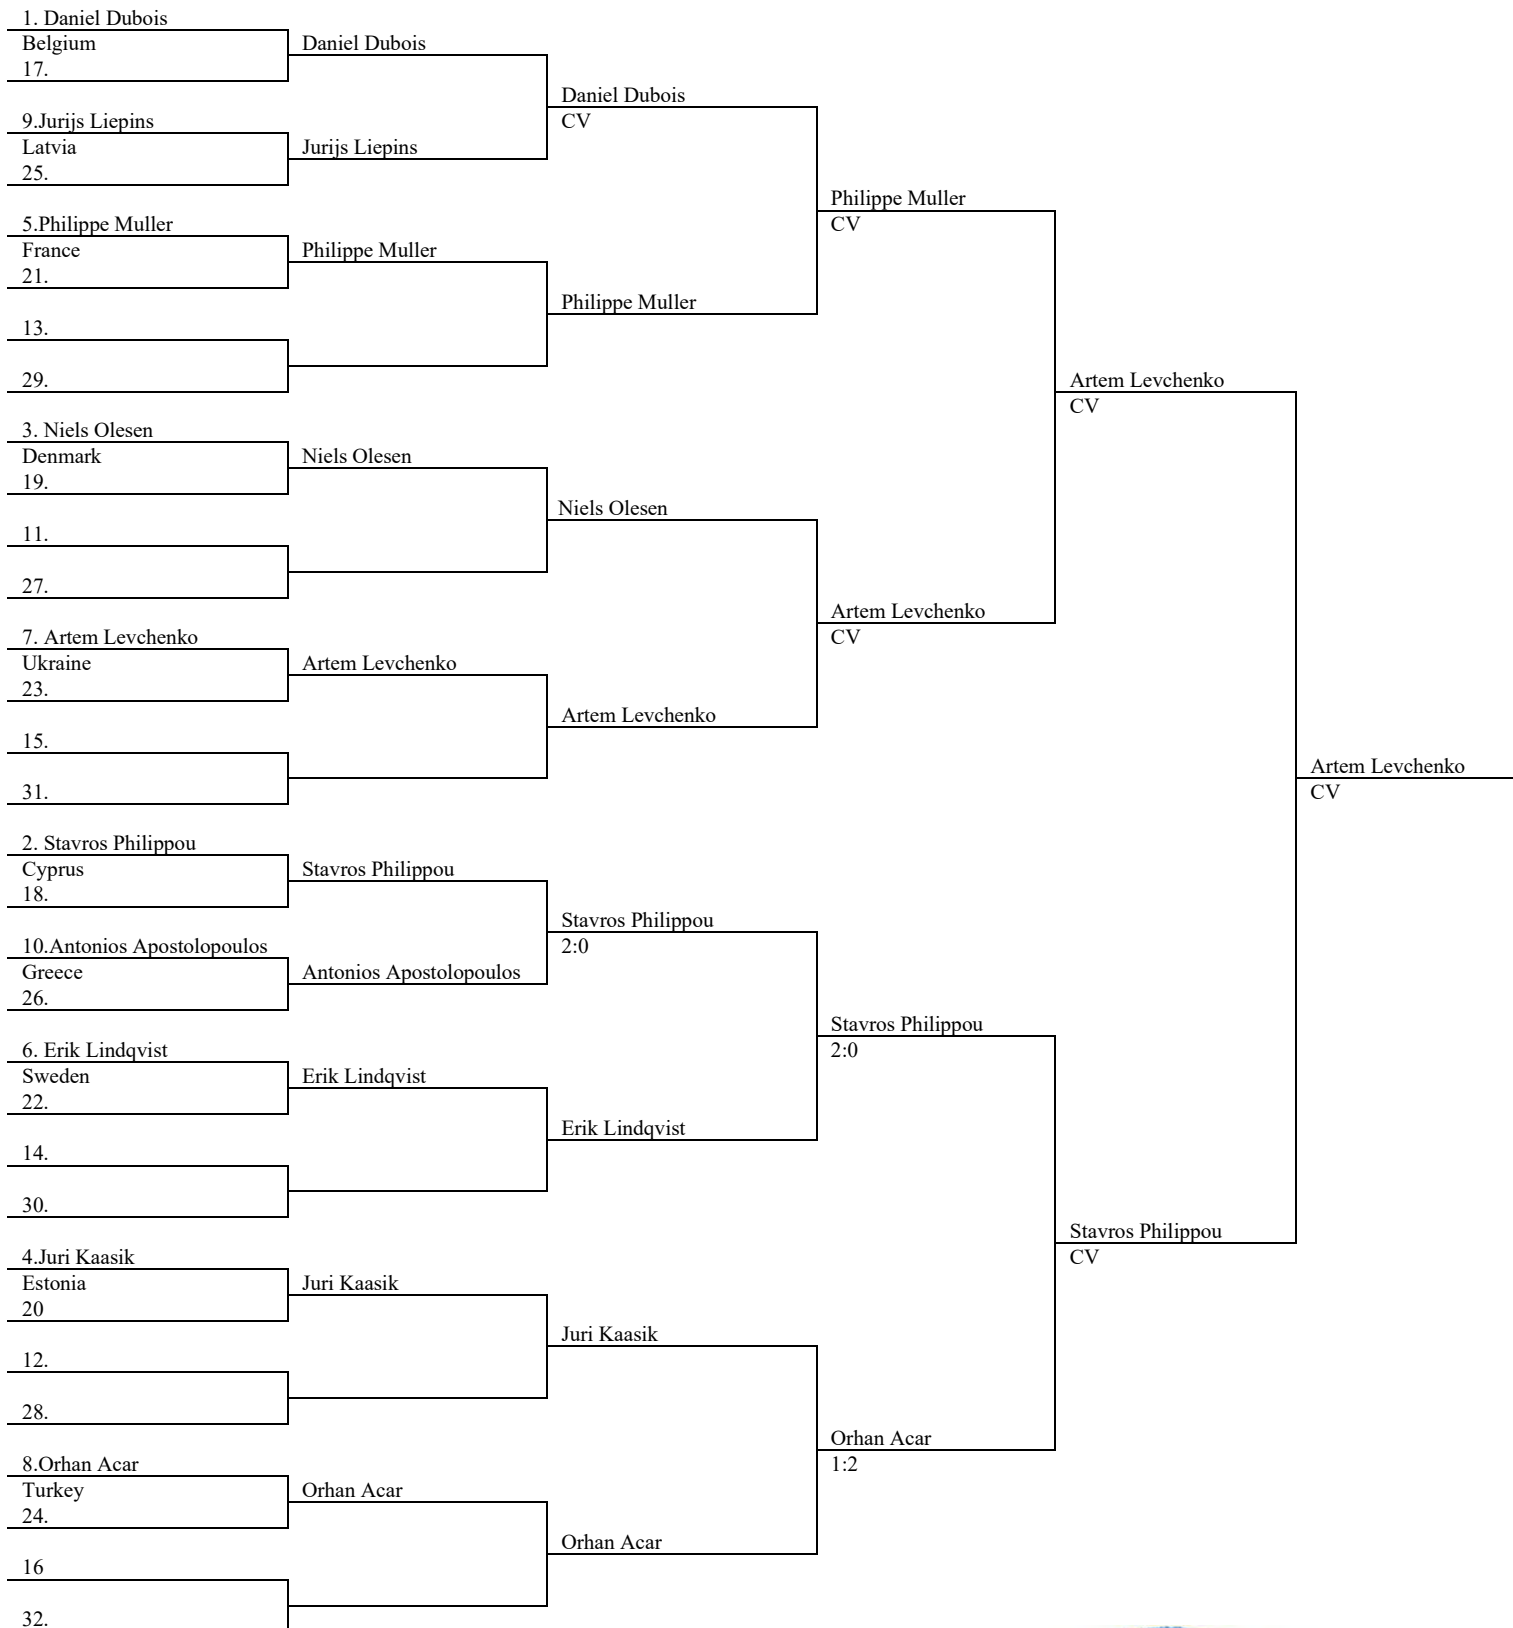 1. Daniel Dubois
Belgium
17.
9.Jurijs Liepins
Latvia
25.
5.Philippe Muller
France
21.
13.
29.
3. Niels Olesen
Denmark
19.
11.
27.
7. Artem Levchenko
Ukraine
23.
15.
31.
2. Stavros Philippou
Cyprus
18.
10.Antonios Apostolopoulos
Greece
26.
6. Erik Lindqvist
Sweden
22.
14.
30.
4.Juri Kaasik
Estonia
20
12.
28.
8.Orhan Acar
Turkey
24.
16
32.
Daniel Dubois
Jurijs Liepins
Philippe Muller
Niels Olesen
Artem Levchenko
Stavros Philippou
Antonios Apostolopoulos
Erik Lindqvist
Juri Kaasik
Orhan Acar
Daniel Dubois
CV
Philippe Muller
Niels Olesen
Artem Levchenko
Stavros Philippou
2:0
Erik Lindqvist
Juri Kaasik
Orhan Acar
Philippe Muller
CV
Artem Levchenko
CV
Stavros Philippou
2:0
Orhan Acar
1:2
Artem Levchenko
CV
Stavros Philippou
CV
Artem Levchenko
CV